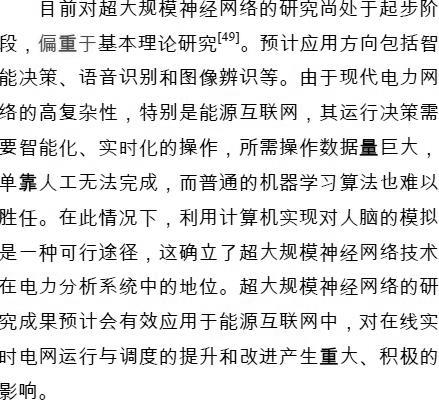 目前对超大规模神经网络的研究尚处于起步阶
段，偏重于基本理论研究[49]。预计应用方向包括智
能决策、语音识别和图像辨识等。由于现代电力网
络的高复杂性，特别是能源互联网，其运行决策需
要智能化、实时化的操作，所需操作数据量巨大，
单靠人工无法完成，而普通的机器学习算法也难以
胜任。在此情况下，利用计算机实现对人脑的模拟
是一种可行途径，这确立了超大规模神经网络技术
在电力分析系统中的地位。超大规模神经网络的研
究成果预计会有效应用于能源互联网中，对在线实
时电网运行与调度的提升和改进产生重大、积极的
影响。